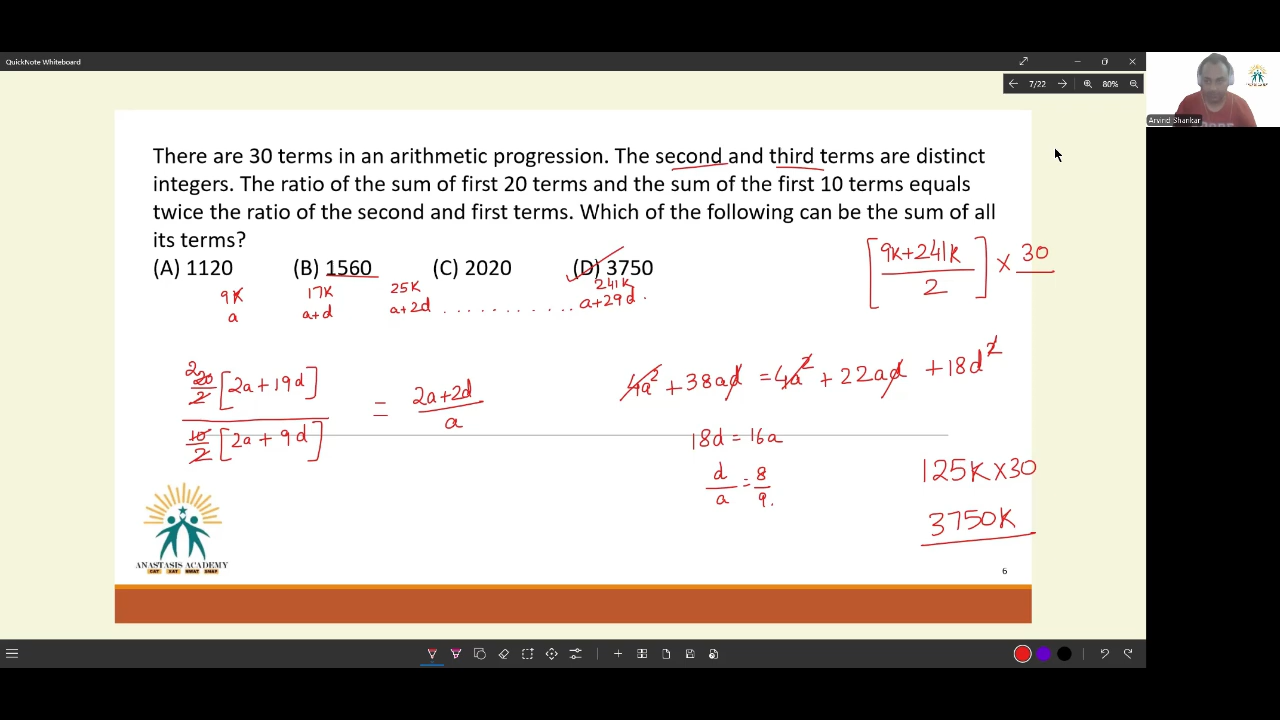 QuickNote Whiteboard
7/22
80%
Arvind Shankar
There are 30 terms in an arithmetic progression. The second and third terms are distinct
integers. The ratio of the sum of first 20 terms and the sum of the first 10 terms equals
twice the ratio of the second and first terms. Which of the following can be the sum of all
its terms?
(A) 1120 (B) 1560 (C) 2020 (D) 3750
9K 17K 25K 241K
a a+d a+2d .......... a+29d.
[9K+241K / 2] × 30
2 20/2 [2a+19d] / 10/2 [2a+9d] = 2a+2d / a
4a² + 38ad = 4a² + 22ad + 18d²
18d = 16a
d/a = 8/9.
125K×30
3750K
ANASTASIS ACADEMY
6